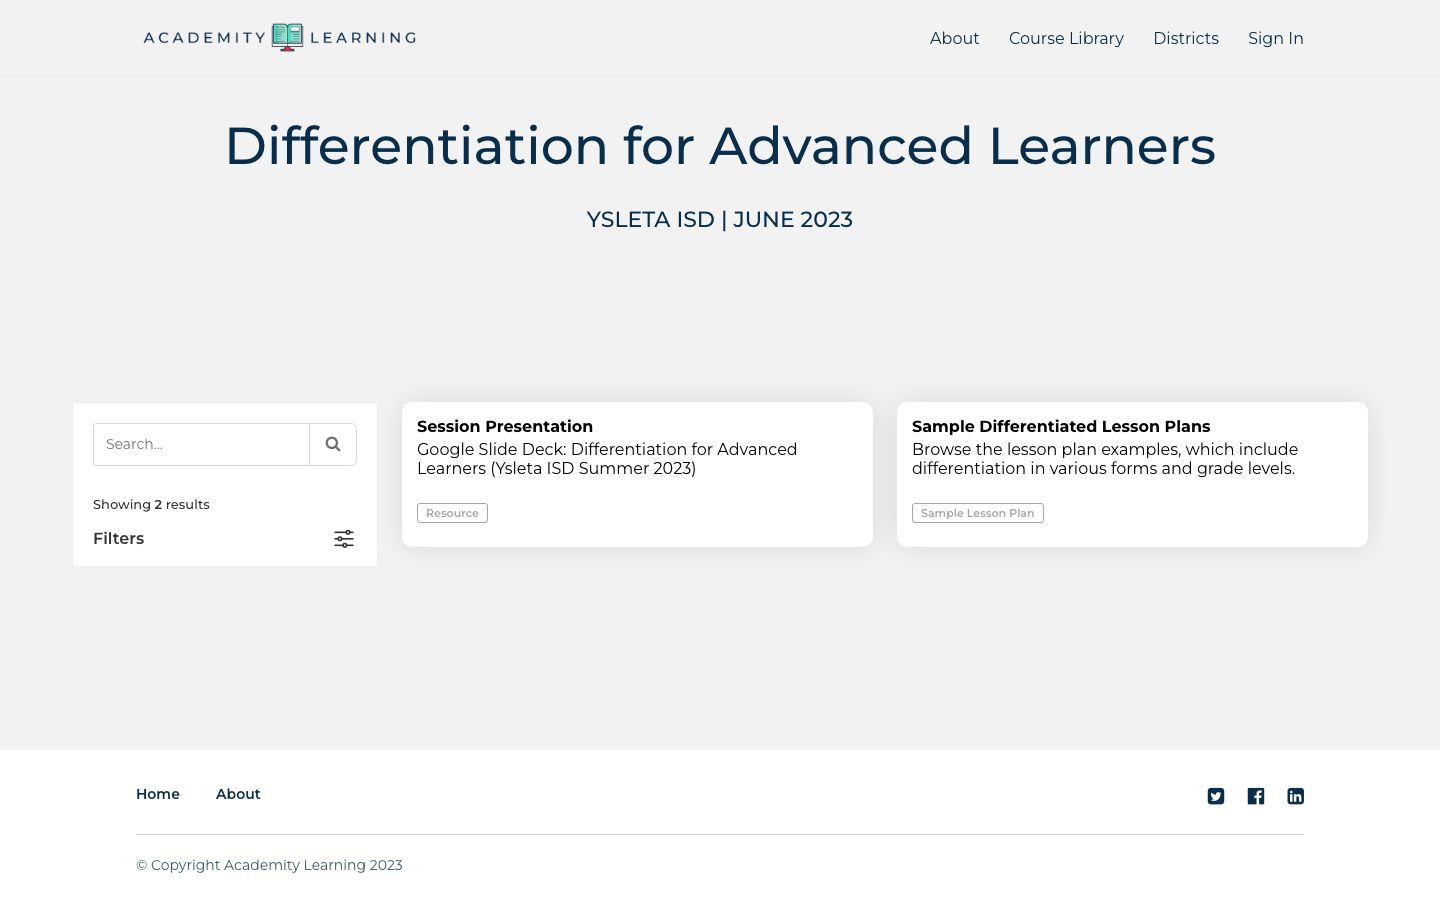 ACADEMITY LEARNING
About
Course Library
Districts
Sign In
Differentiation for Advanced Learners
YSLETA ISD | JUNE 2023
Search...
Showing 2 results
Filters
Session Presentation
Google Slide Deck: Differentiation for Advanced
Learners (Ysleta ISD Summer 2023)
Resource
Sample Differentiated Lesson Plans
Browse the lesson plan examples, which include
differentiation in various forms and grade levels.
Sample Lesson Plan
Home
About
© Copyright Academity Learning 2023